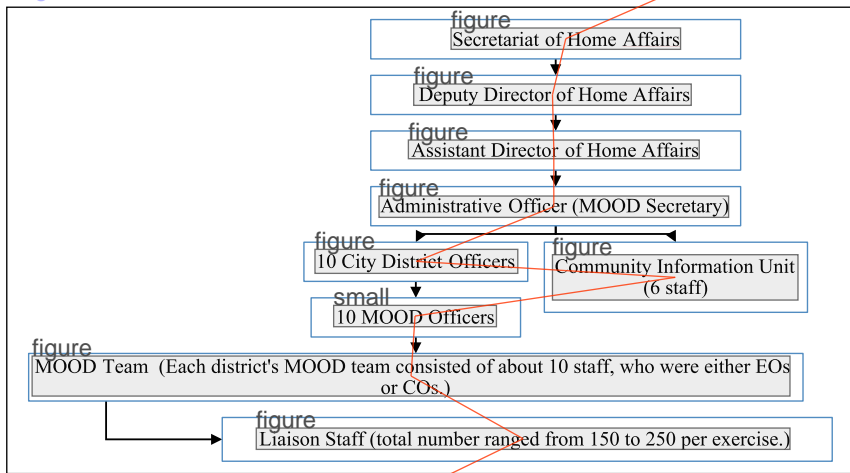 figure
Secretariat of Home Affairs
figure
Deputy Director of Home Affairs
figure
Assistant Director of Home Affairs
figure
Administrative Officer (MOOD Secretary)
figure
10 City District Officers
figure
Community Information Unit
(6 staff)
small
10 MOOD Officers
figure
MOOD Team (Each district's MOOD team consisted of about 10 staff, who were either EOs
or COs.)
figure
Liaison Staff (total number ranged from 150 to 250 per exercise.)